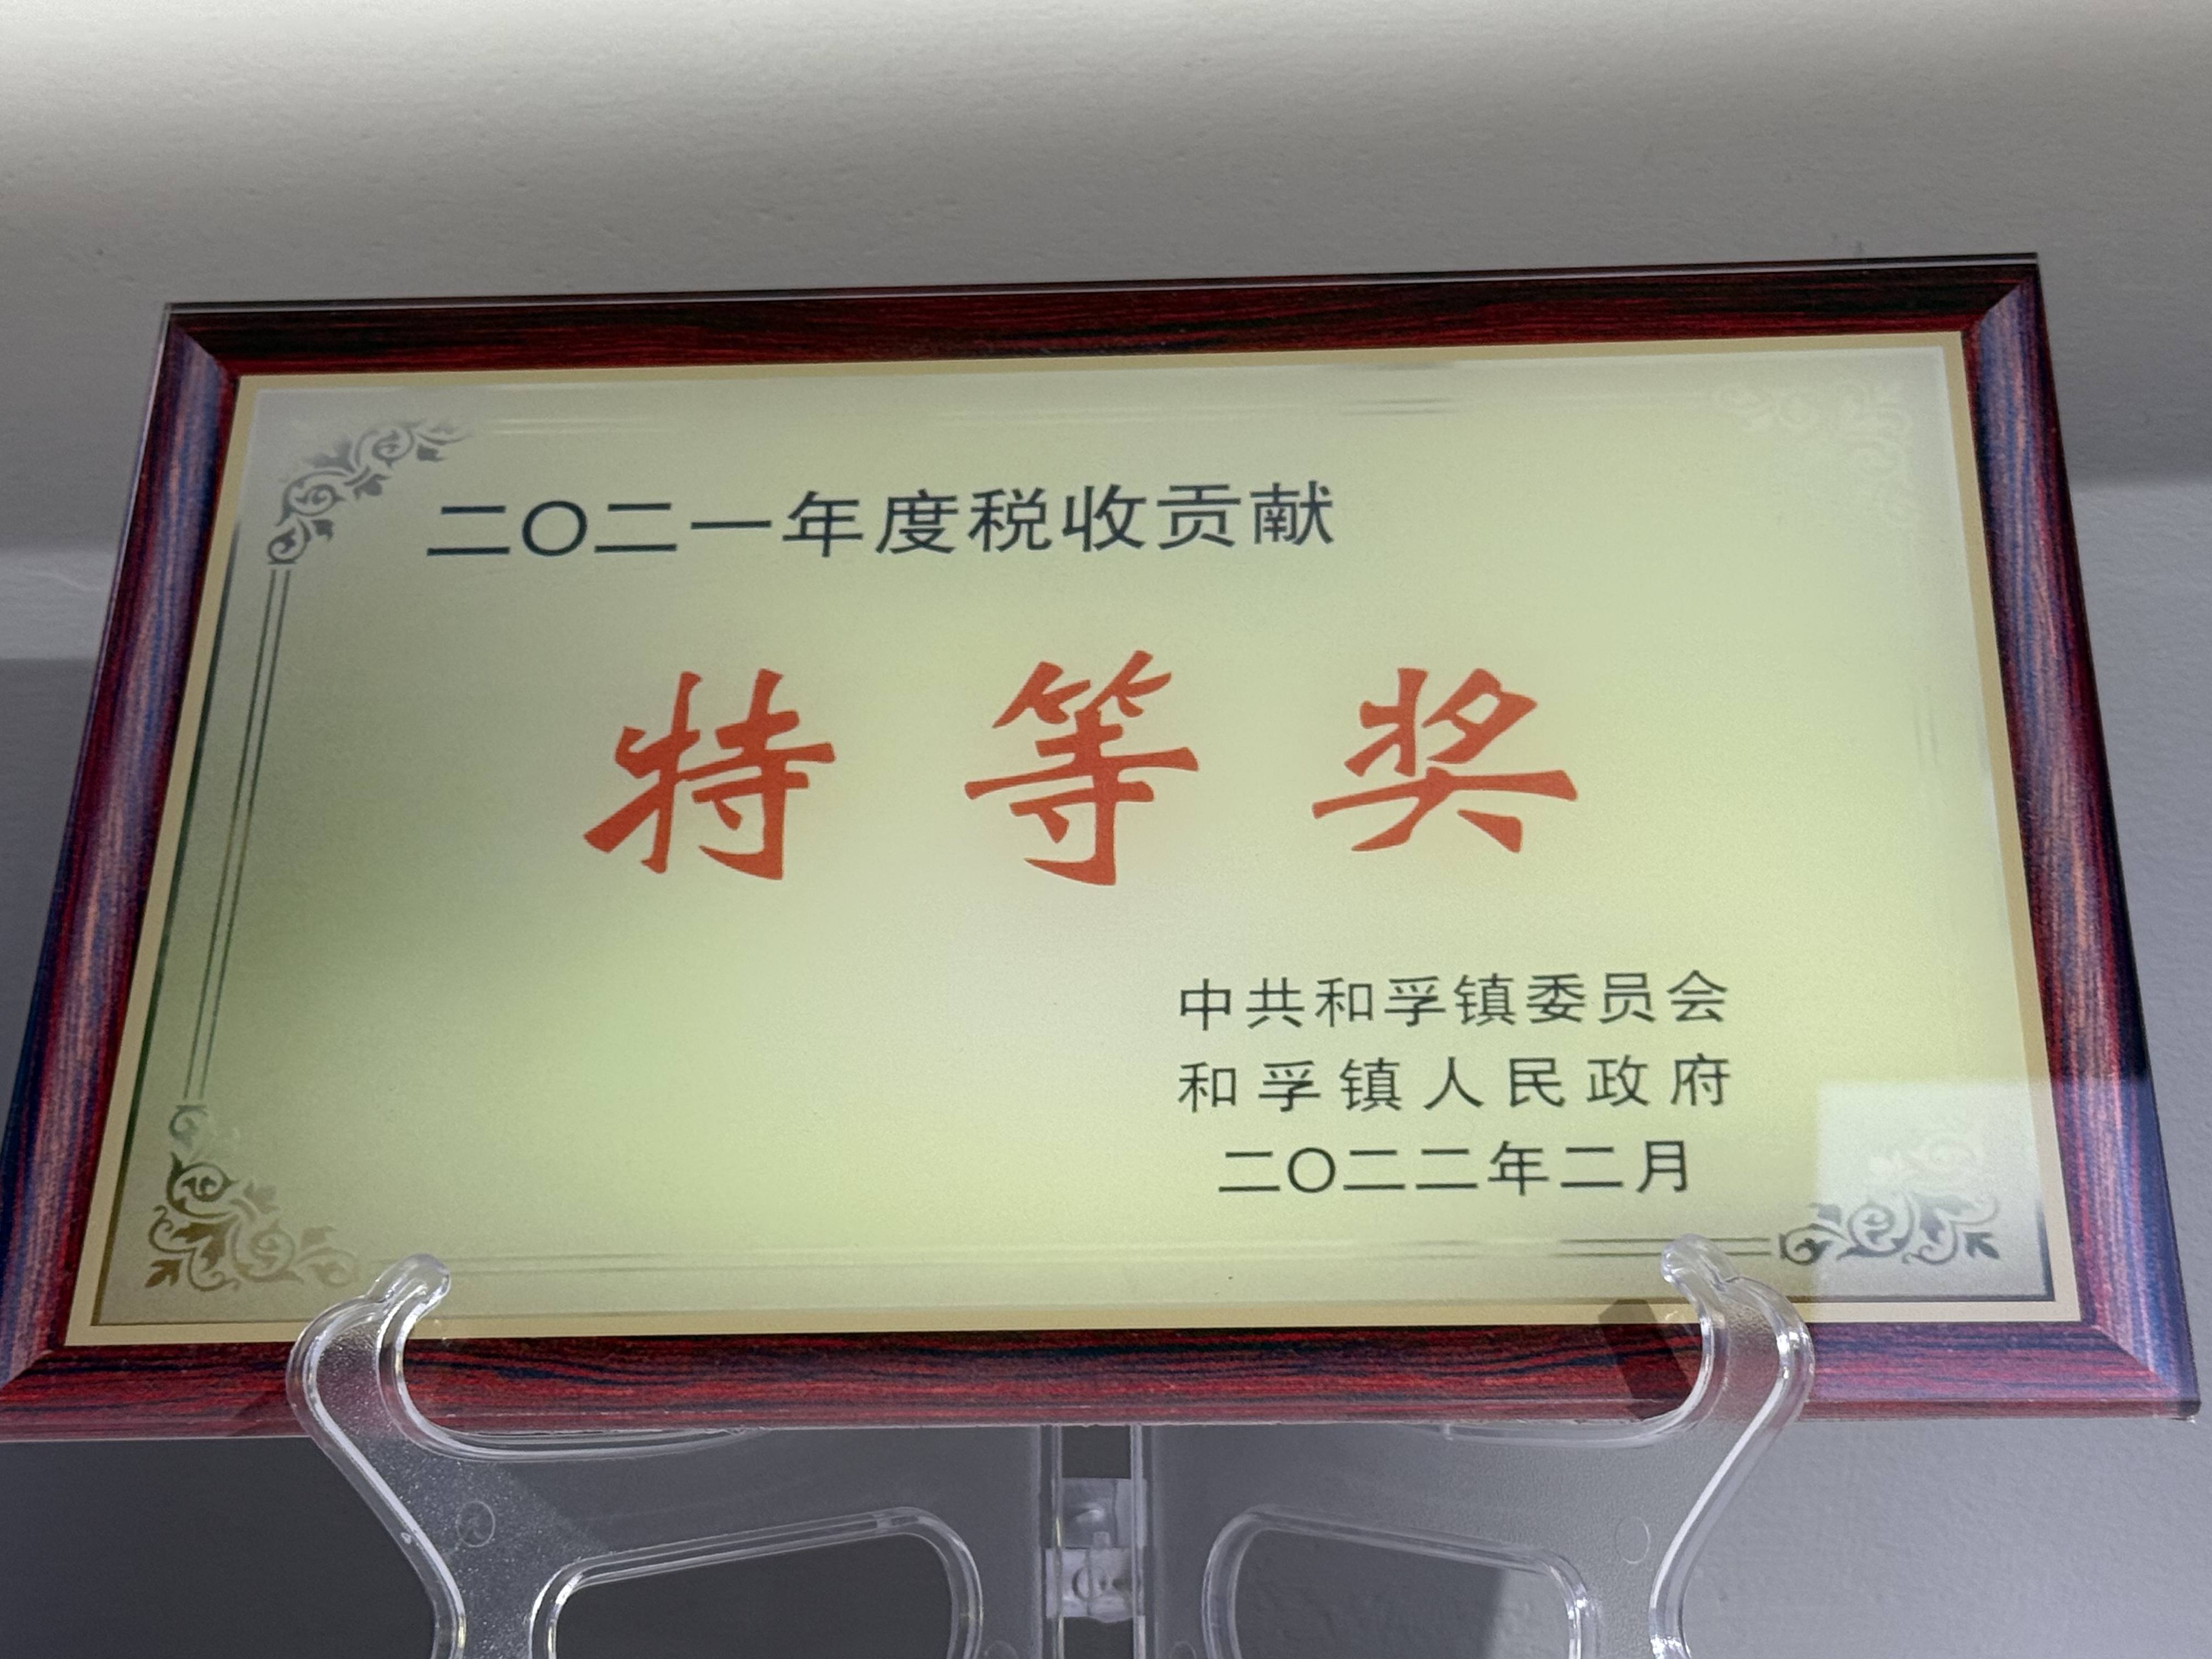 二〇二一年度税收贡献
特等奖
中共和孚镇委员会
和孚镇人民政府
二〇二二年二月